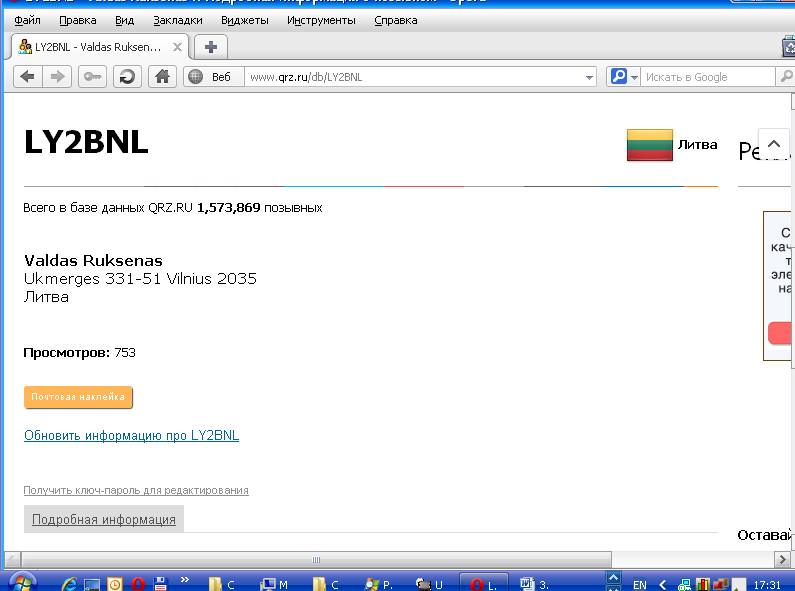 Файл Правка Вид Закладки Виджеты Инструменты Справка
LY2BNL - Valdas Ruksen...
Веб www.qrz.ru/db/LY2BNL Искать в Google
LY2BNL
Литва
Всего в базе данных QRZ.RU 1,573,869 позывных
Valdas Ruksenas
Ukmerges 331-51 Vilnius 2035
Литва
Просмотров: 753
Почтовая наклейка
Обновить информацию про LY2BNL
Получить ключ-пароль для редактирования
Подробная информация
Оставай
C M C P. U L. 3. EN 17:31